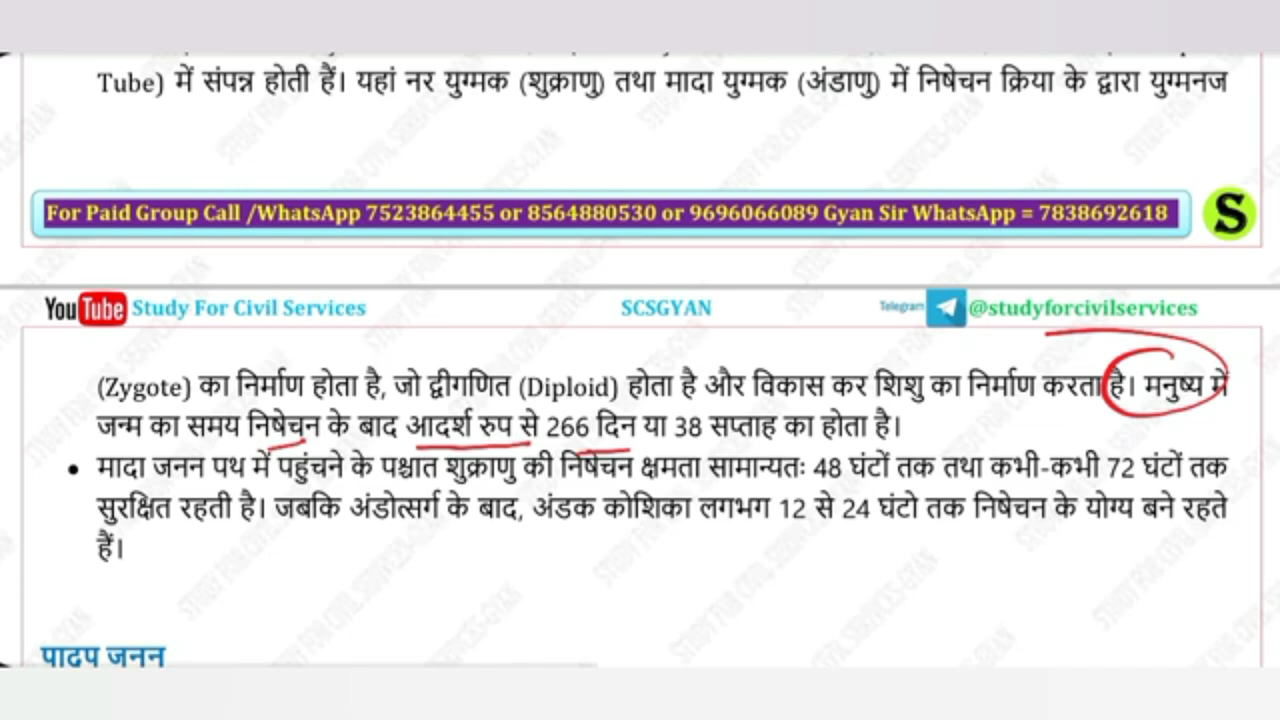 Tube) में संपन्न होती हैं। यहां नर युग्मक (शुक्राणु) तथा मादा युग्मक (अंडाणु) में निषेचन क्रिया के द्वारा युग्मनज
For Paid Group Call /WhatsApp 7523864455 or 8564880530 or 9696066089 Gyan Sir WhatsApp = 7838692618
S
YouTube Study For Civil Services SCSGYAN Telegram @studyforcivilservices
(Zygote) का निर्माण होता है, जो द्वीगणित (Diploid) होता है और विकास कर शिशु का निर्माण करता है। मनुष्य में
जन्म का समय निषेचन के बाद आदर्श रुप से 266 दिन या 38 सप्ताह का होता है।
• मादा जनन पथ में पहुंचने के पश्चात शुक्राणु की निषेचन क्षमता सामान्यतः 48 घंटों तक तथा कभी-कभी 72 घंटों तक
सुरक्षित रहती है। जबकि अंडोत्सर्ग के बाद, अंडक कोशिका लगभग 12 से 24 घंटो तक निषेचन के योग्य बने रहते
हैं।
पादप जनन